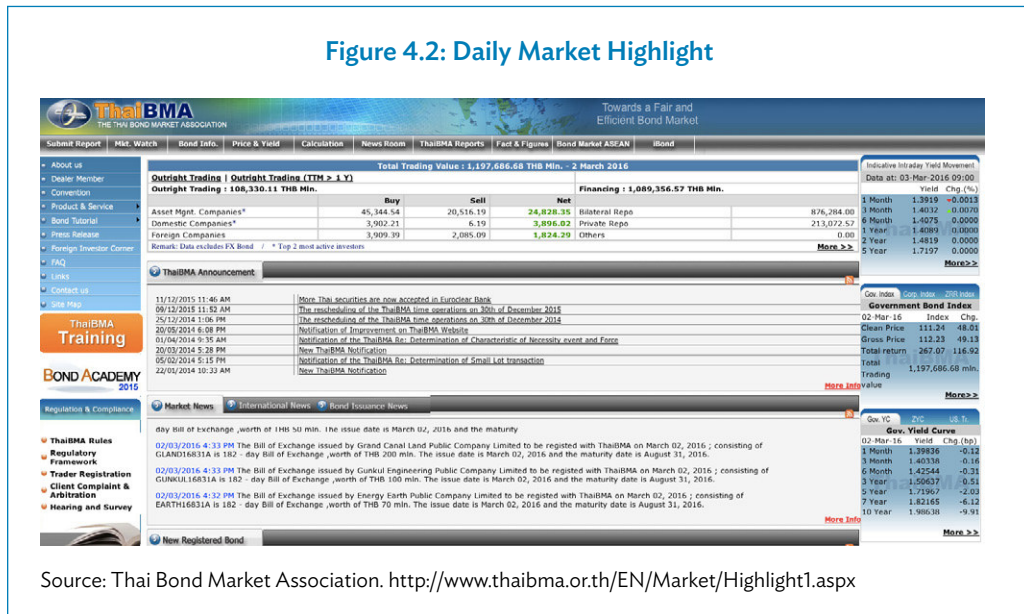 Figure 4.2: Daily Market Highlight
ThaiBMA
THE THAI BOND MARKET ASSOCIATION
Towards a Fair and
Efficient Bond Market
Submit Report Mkt. Watch Bond Info. Price & Yield Calculation News Room ThaiBMA Reports Fact & Figures Bond Market ASEAN iBond
About us
Dealer Member
Convention
Product & Service
Bond Tutorial
Press Release
Foreign Investor Corner
FAQ
Links
Contact us
Site Map
ThaiBMA
Training
BOND ACADEMY
2015
Regulation & Compliance
ThaiBMA Rules
Regulatory
Framework
Trader Registration
Client Complaint &
Arbitration
Hearing and Survey
Total Trading Value : 1,197,686.68 THB Mln. - 2 March 2016
Outright Trading | Outright Trading (TTM > 1 Y)
Outright Trading : 108,330.11 THB Mln. Financing : 1,089,356.57 THB Mln.
Buy Sell Net
Asset Mgnt. Companies* 45,344.54 20,516.19 24,828.35 Bilateral Repo 876,284.00
Domestic Companies* 3,902.21 6.19 3,896.02 Private Repo 213,072.57
Foreign Companies 3,909.39 2,085.09 1,824.29 Others 0.00
Remark: Data excludes FX Bond / * Top 2 most active investors More >>
ThaiBMA Announcement
11/12/2015 11:46 AM More Thai securities are now accepted in Euroclear Bank
09/12/2015 11:52 AM The rescheduling of the ThaiBMA time operations on 30th of December 2015
25/12/2014 1:06 PM The rescheduling of the ThaiBMA time operations on 30th of December 2014
20/05/2014 6:08 PM Notification of Improvement on ThaiBMA Website
01/04/2014 9:35 AM Notification of the ThaiBMA Re: Determination of Characteristic of Necessity event and Force
20/03/2014 5:28 PM New ThaiBMA Notification
05/02/2014 5:15 PM Notification of the ThaiBMA Re: Determination of Small Lot transaction
22/01/2014 10:33 AM New ThaiBMA Notification
More Info
Market News International News Bond Issuance News
day Bill of Exchange ,worth of THB 50 mln. The issue date is March 02, 2016 and the maturity
02/03/2016 4:33 PM The Bill of Exchange issued by Grand Canal Land Public Company Limited to be registed with ThaiBMA on March 02, 2016 ; consisting of
GLAND16831A is 182 - day Bill of Exchange ,worth of THB 200 mln. The issue date is March 02, 2016 and the maturity date is August 31, 2016.
02/03/2016 4:33 PM The Bill of Exchange issued by Gunkul Engineering Public Company Limited to be registed with ThaiBMA on March 02, 2016 ; consisting of
GUNKUL16831A is 182 - day Bill of Exchange ,worth of THB 100 mln. The issue date is March 02, 2016 and the maturity date is August 31, 2016.
02/03/2016 4:32 PM The Bill of Exchange issued by Energy Earth Public Company Limited to be registed with ThaiBMA on March 02, 2016 ; consisting of
EARTH16831A is 182 - day Bill of Exchange ,worth of THB 70 mln. The issue date is March 02, 2016 and the maturity date is August 31, 2016.
More Info
New Registered Bond
Indicative Intraday Yield Movement
Data at: 03-Mar-2016 09:00
Yield Chg.(%)
1 Month 1.3919 0.0013
3 Month 1.4032 0.0070
6 Month 1.4075 0.0000
1 Year 1.4089 0.0000
2 Year 1.4819 0.0000
5 Year 1.7197 0.0000
More>>
Gov. Index Corp. Index ZRR Index
Government Bond Index
02-Mar-16 Index Chg.
Clean Price 111.24 48.01
Gross Price 112.23 49.13
Total return 267.07 116.92
Total
Trading
value
1,197,686.68 mln.
More>>
Gov. YC ZYC US. Tr.
Gov. Yield Curve
02-Mar-16 Yield Chg.(bp)
1 Month 1.39836 -0.12
3 Month 1.40338 -0.16
6 Month 1.42544 -0.31
3 Year 1.50637 -0.51
5 Year 1.71967 -2.03
7 Year 1.82165 -6.12
10 Year 1.98638 -9.91
More >>
Source: Thai Bond Market Association. http://www.thaibma.or.th/EN/Market/Highlight1.aspx